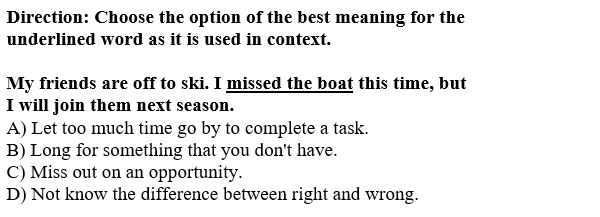 Direction: Choose the option of the best meaning for the
underlined word as it is used in context.
My friends are off to ski. I missed the boat this time, but
I will join them next season.
A) Let too much time go by to complete a task.
B) Long for something that you don't have.
C) Miss out on an opportunity.
D) Not know the difference between right and wrong.